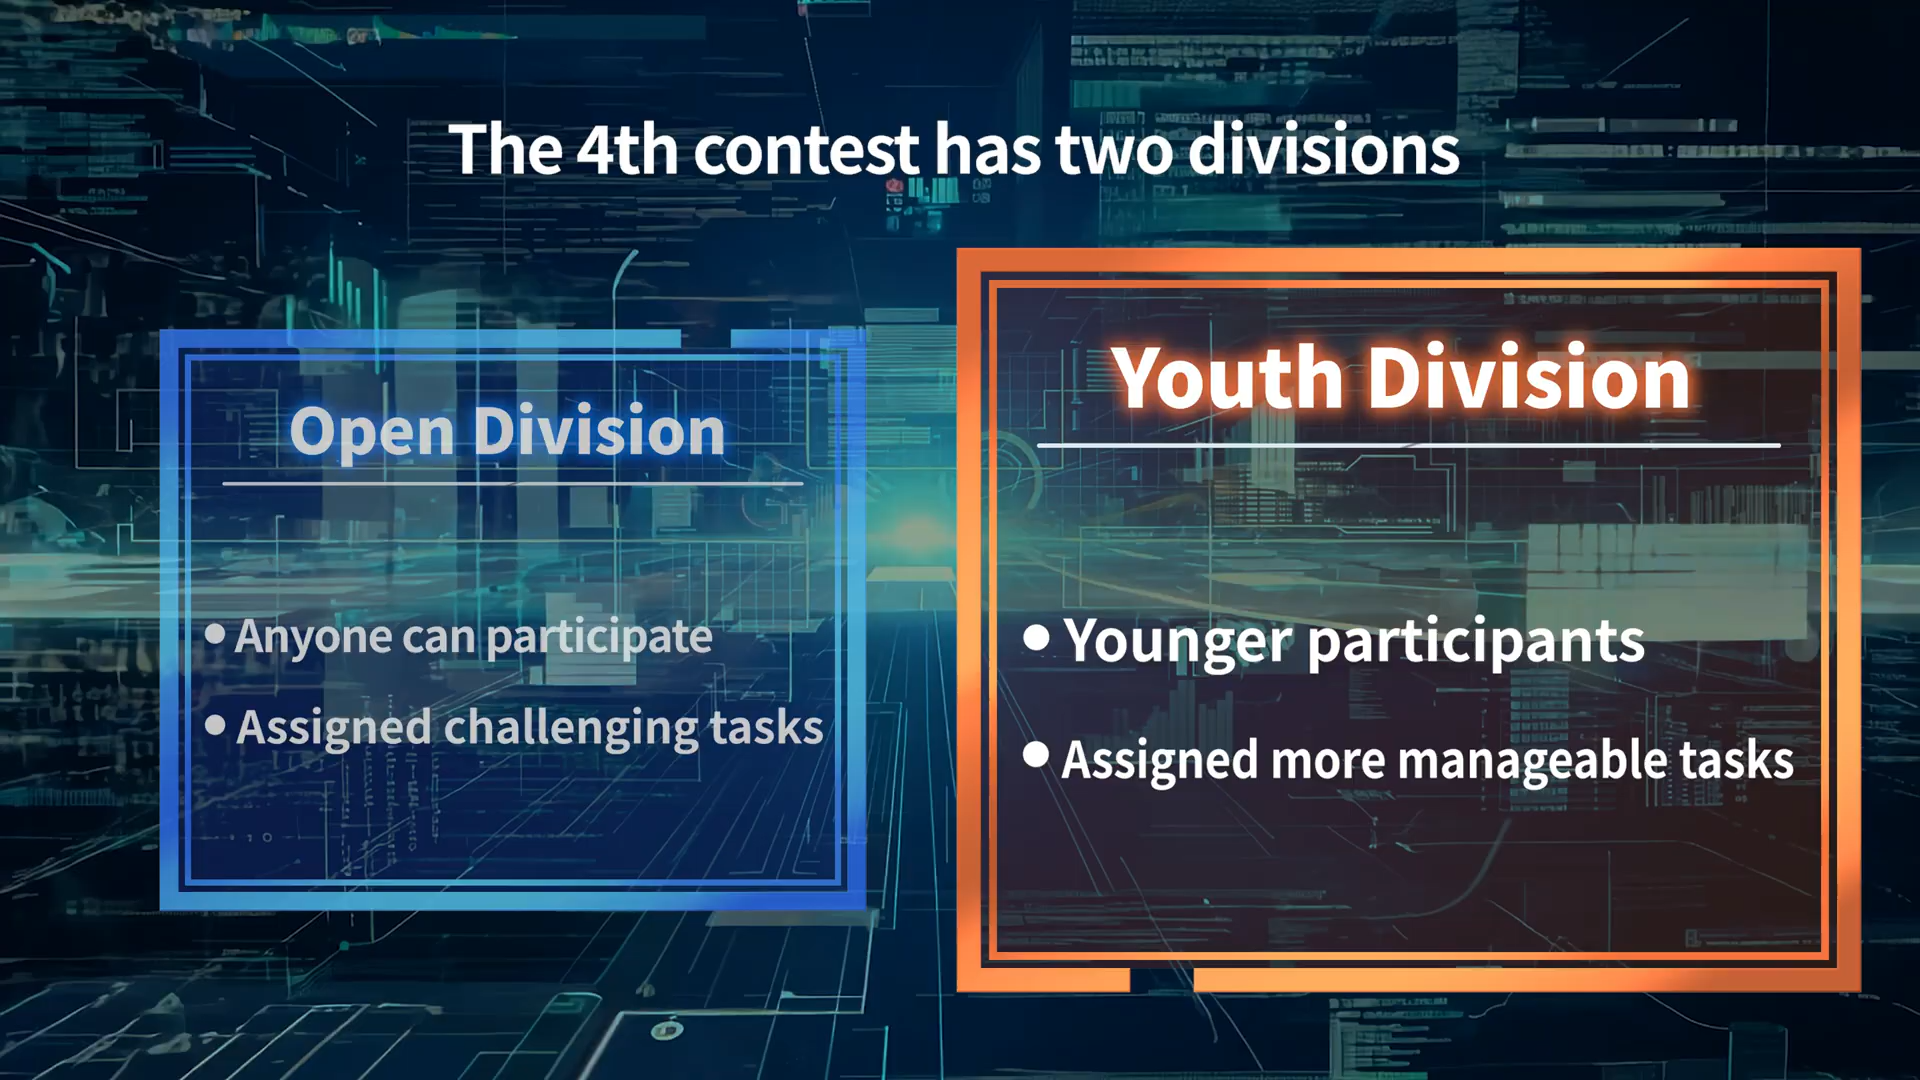 The 4th contest has two divisions
Open Division
• Anyone can participate
• Assigned challenging tasks
Youth Division
• Younger participants
• Assigned more manageable tasks